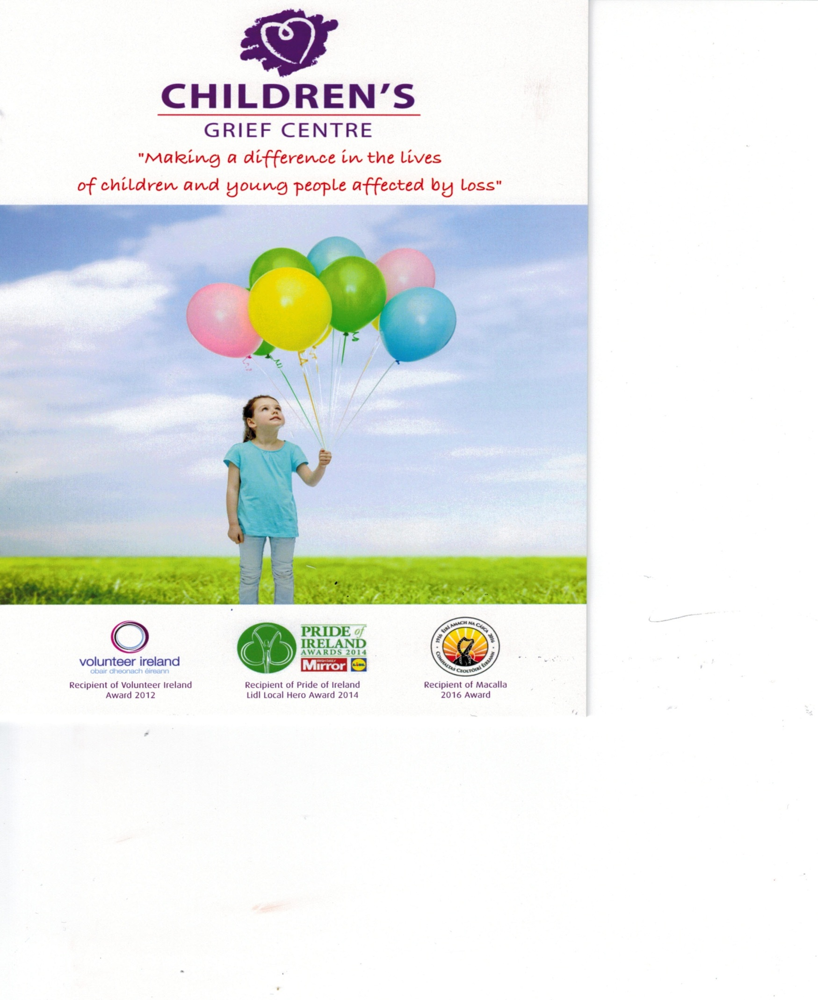 CHILDREN'S
GRIEF CENTRE
"Making a difference in the lives
of children and young people affected by loss"
volunteer ireland
obair dheonach éireann
Recipient of Volunteer Ireland
Award 2012
PRIDE of
IRELAND
AWARDS 2014
IRISH DAILY
Mirror
LIDL
Recipient of Pride of Ireland
Lidl Local Hero Award 2014
· 1916 ÉIRÍ AMACH NA CÁSCA 2016 ·
COMHALTAS CEOLTÓIRÍ ÉIREANN
Recipient of Macalla
2016 Award